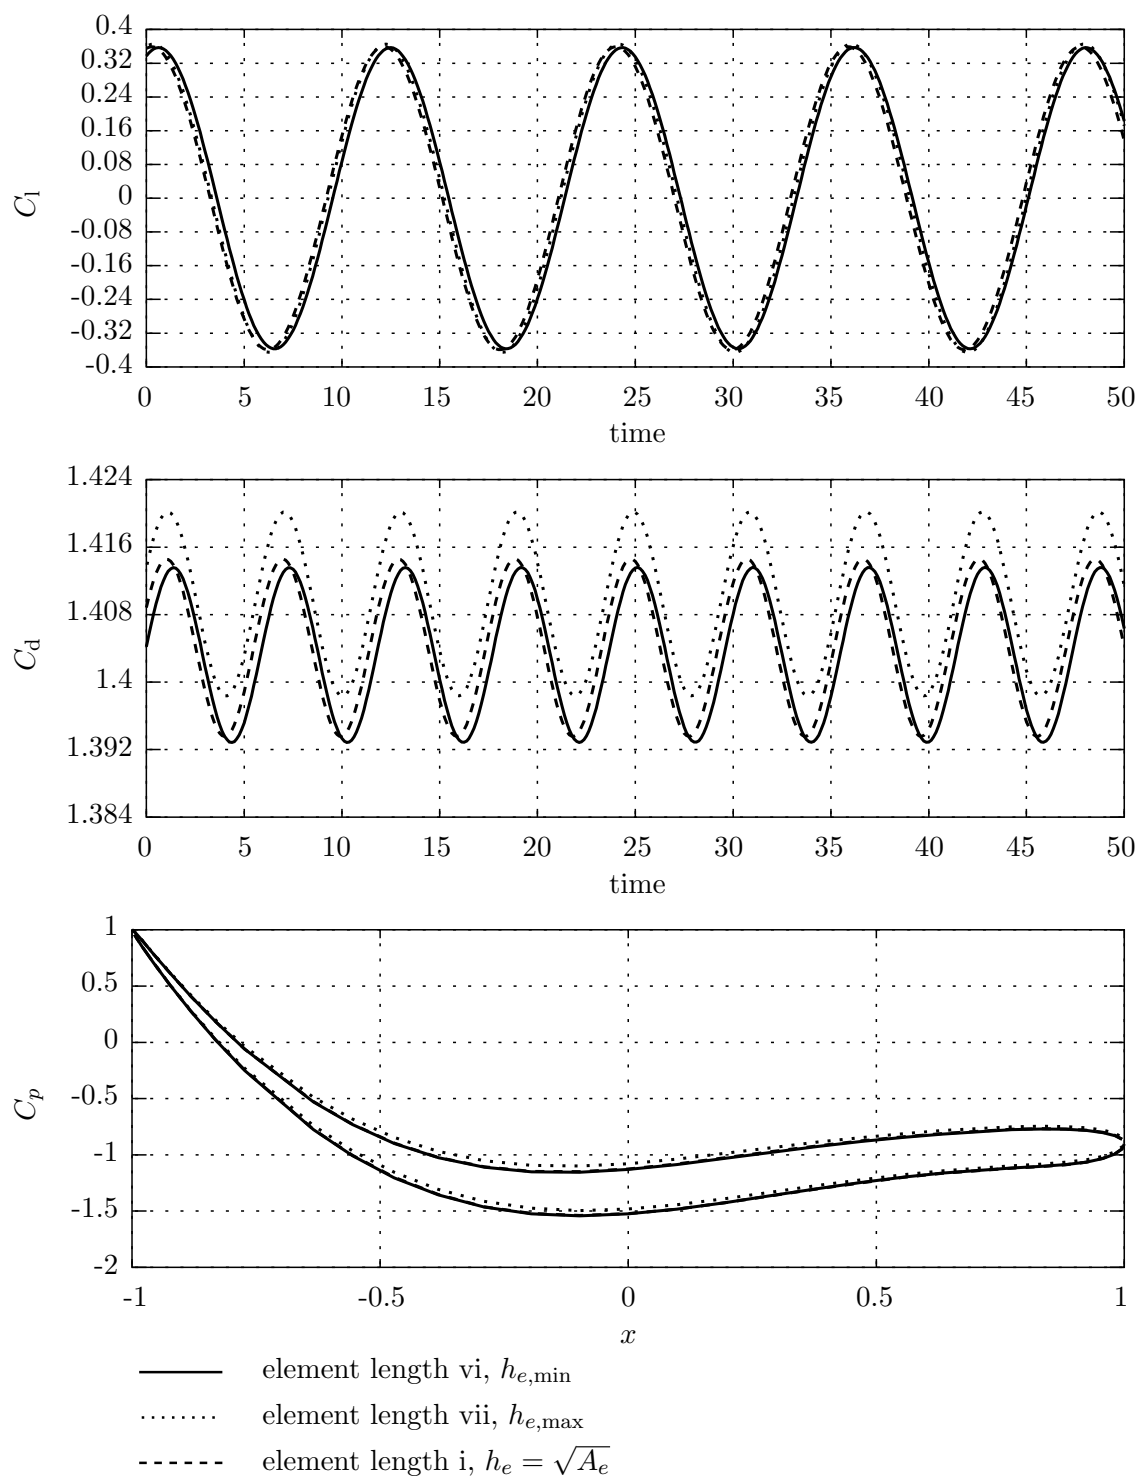 0.4
0.32
0.24
0.16
0.08
0
-0.08
-0.16
-0.24
-0.32
-0.4
C_l
0 5 10 15 20 25 30 35 40 45 50
time
1.424
1.416
1.408
1.4
1.392
1.384
C_d
0 5 10 15 20 25 30 35 40 45 50
time
1
0.5
0
-0.5
-1
-1.5
-2
C_p
-1 -0.5 0 0.5 1
x
element length vi, h_{e,min}
element length vii, h_{e,max}
element length i, h_e = √A_e